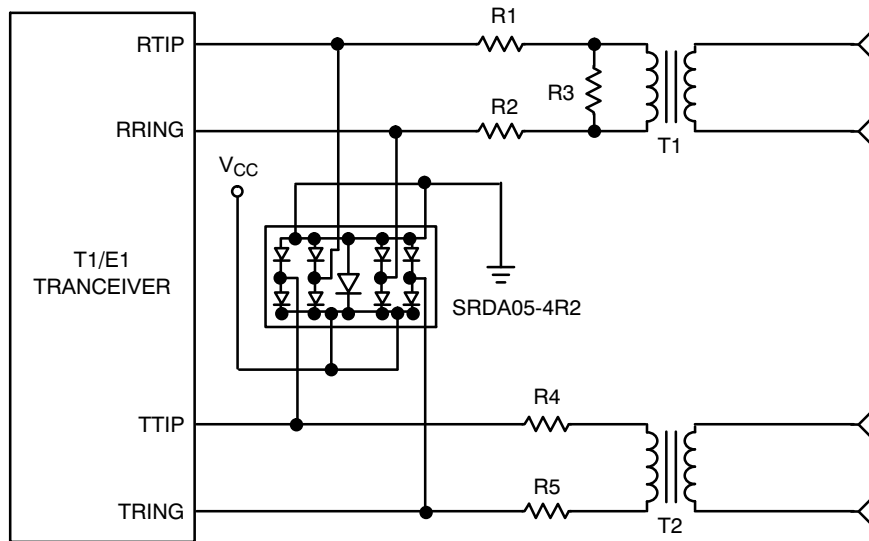 RTIP
R1
R3
RRING
R2
T1
VCC
T1/E1
TRANCEIVER
SRDA05-4R2
TTIP
R4
TRING
R5
T2